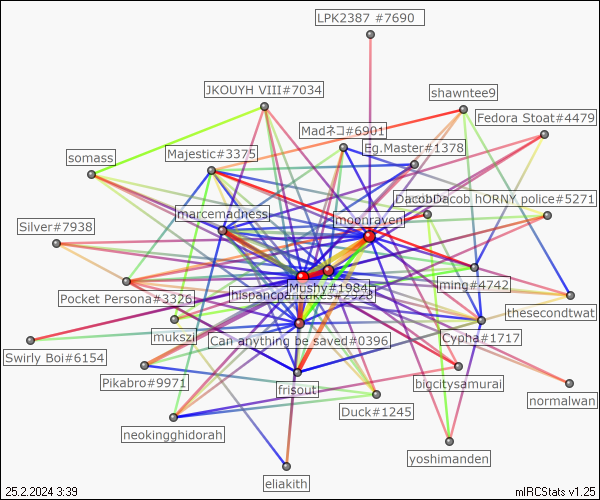 LPK2387 #7690
shawntee9
JKOUYH VIII#7034
Fedora Stoat#4479
Madネコ#6901
Eg.Master#1378
Majestic#3375
somass
DacobDacob hORNY police#5271
marcemadness
moonraven
Silver#7938
Mushy#1984
ming#4742
Pocket Persona#3326
thesecondtwat
mukszi
Can anything be saved#0396
Cypha#1717
Swirly Boi#6154
Pikabro#9971
frisout
bigcitysamurai
normalwan
Duck#1245
neokingghidorah
yoshimanden
eliakith
25.2.2024 3:39
mIRCStats v1.25